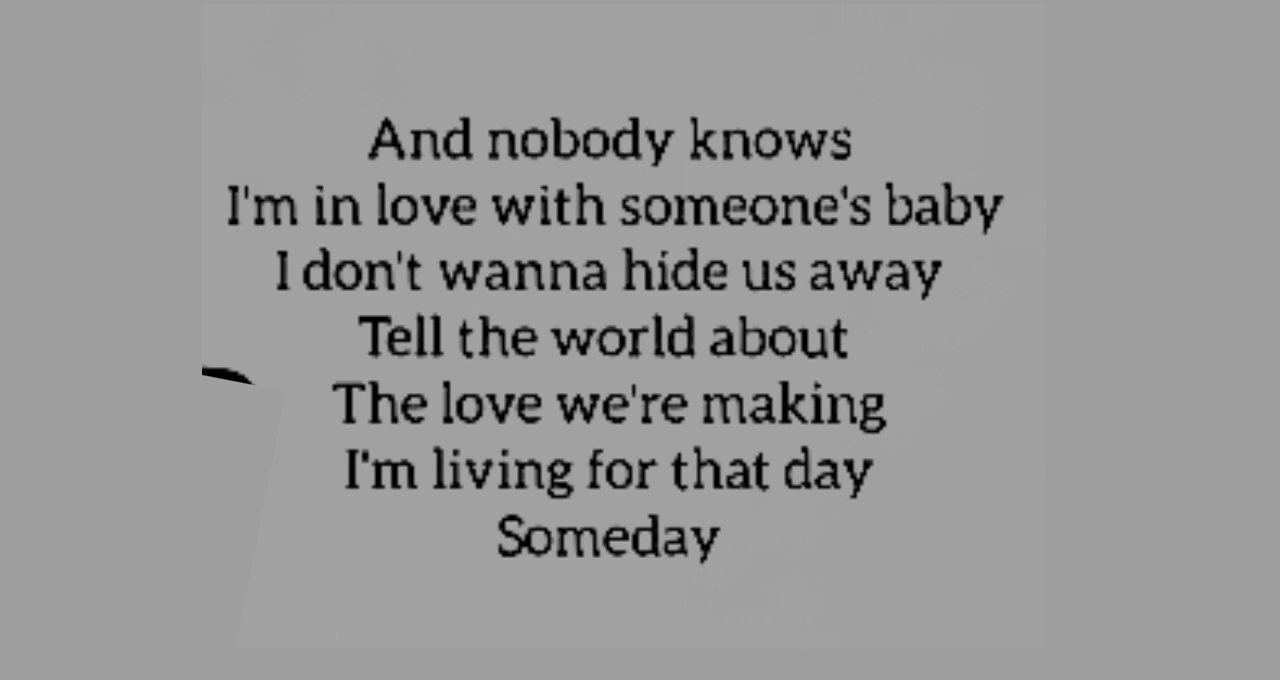 And nobody knows
I'm in love with someone's baby
I don't wanna hide us away
Tell the world about
The love we're making
I'm living for that day
Someday